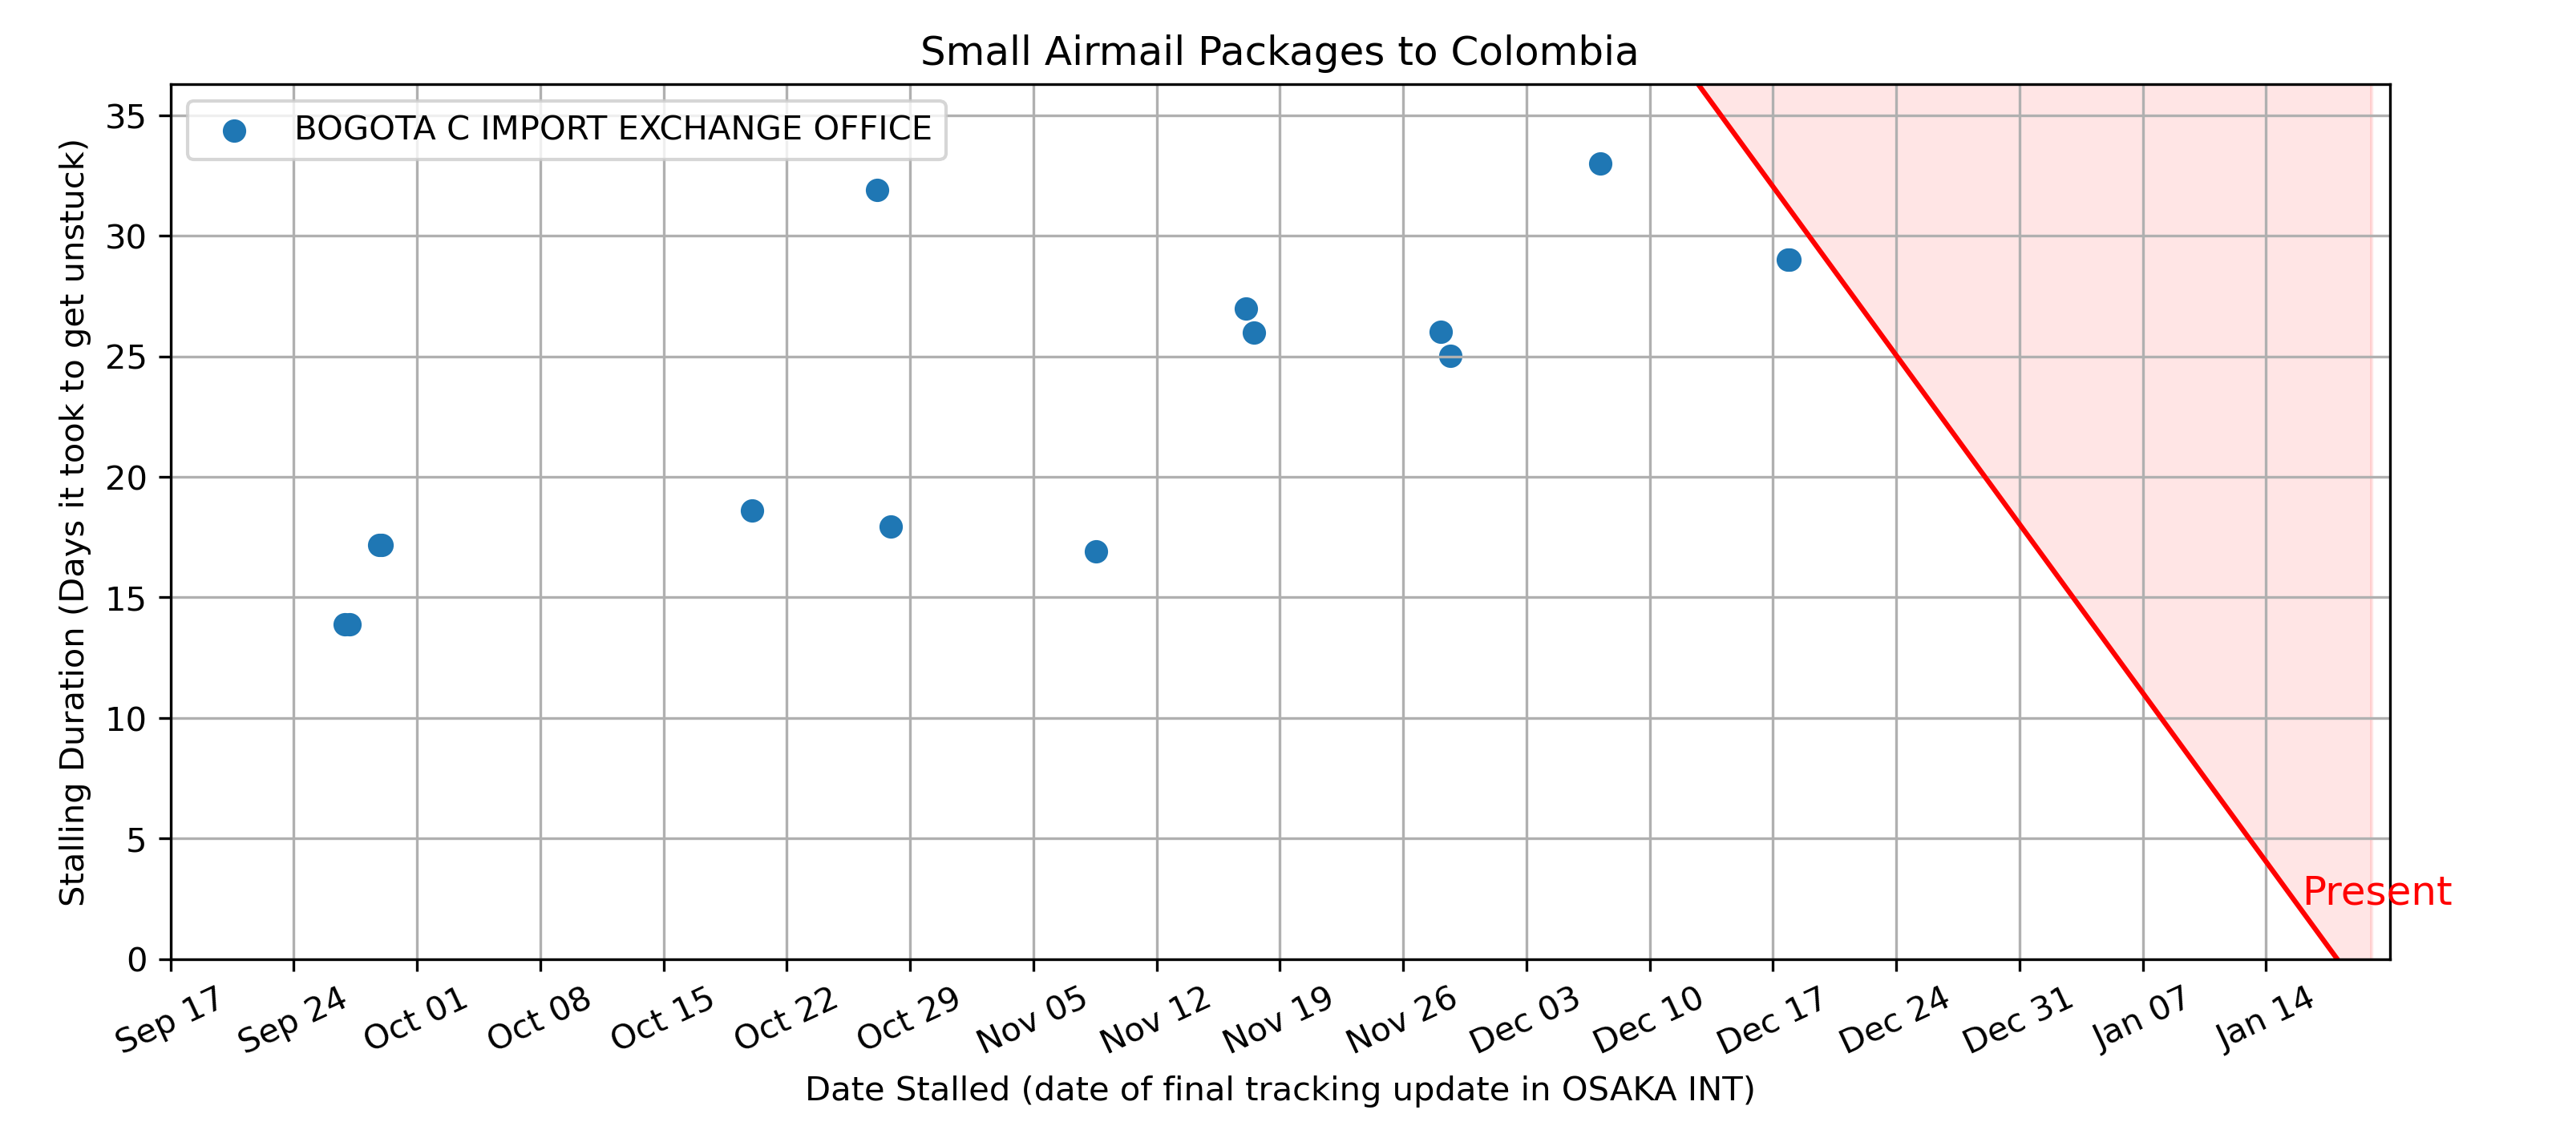 Small Airmail Packages to Colombia
BOGOTA C IMPORT EXCHANGE OFFICE
Stalling Duration (Days it took to get unstuck)
35
30
25
20
15
10
5
0
Present
Sep 17
Sep 24
Oct 01
Oct 08
Oct 15
Oct 22
Oct 29
Nov 05
Nov 12
Nov 19
Nov 26
Dec 03
Dec 10
Dec 17
Dec 24
Dec 31
Jan 07
Jan 14
Date Stalled (date of final tracking update in OSAKA INT)